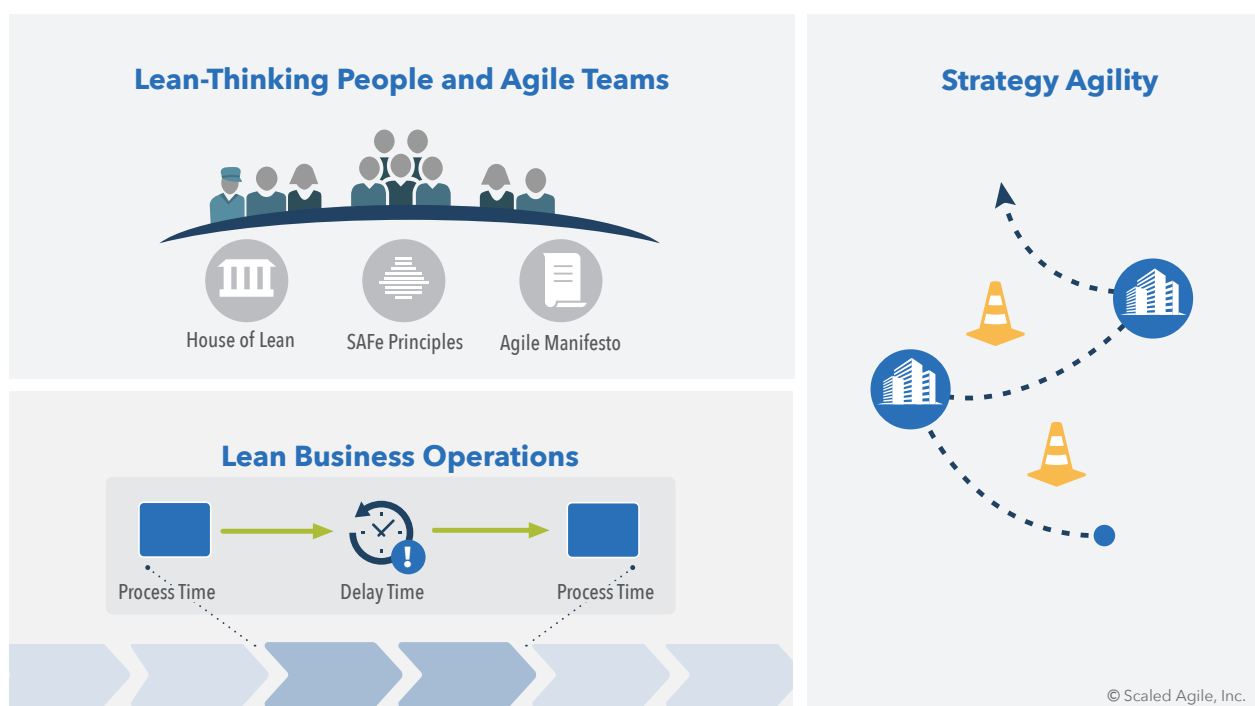 Lean-Thinking People and Agile Teams
House of Lean
SAFe Principles
Agile Manifesto
Lean Business Operations
Process Time
Delay Time
Process Time
Strategy Agility
© Scaled Agile, Inc.